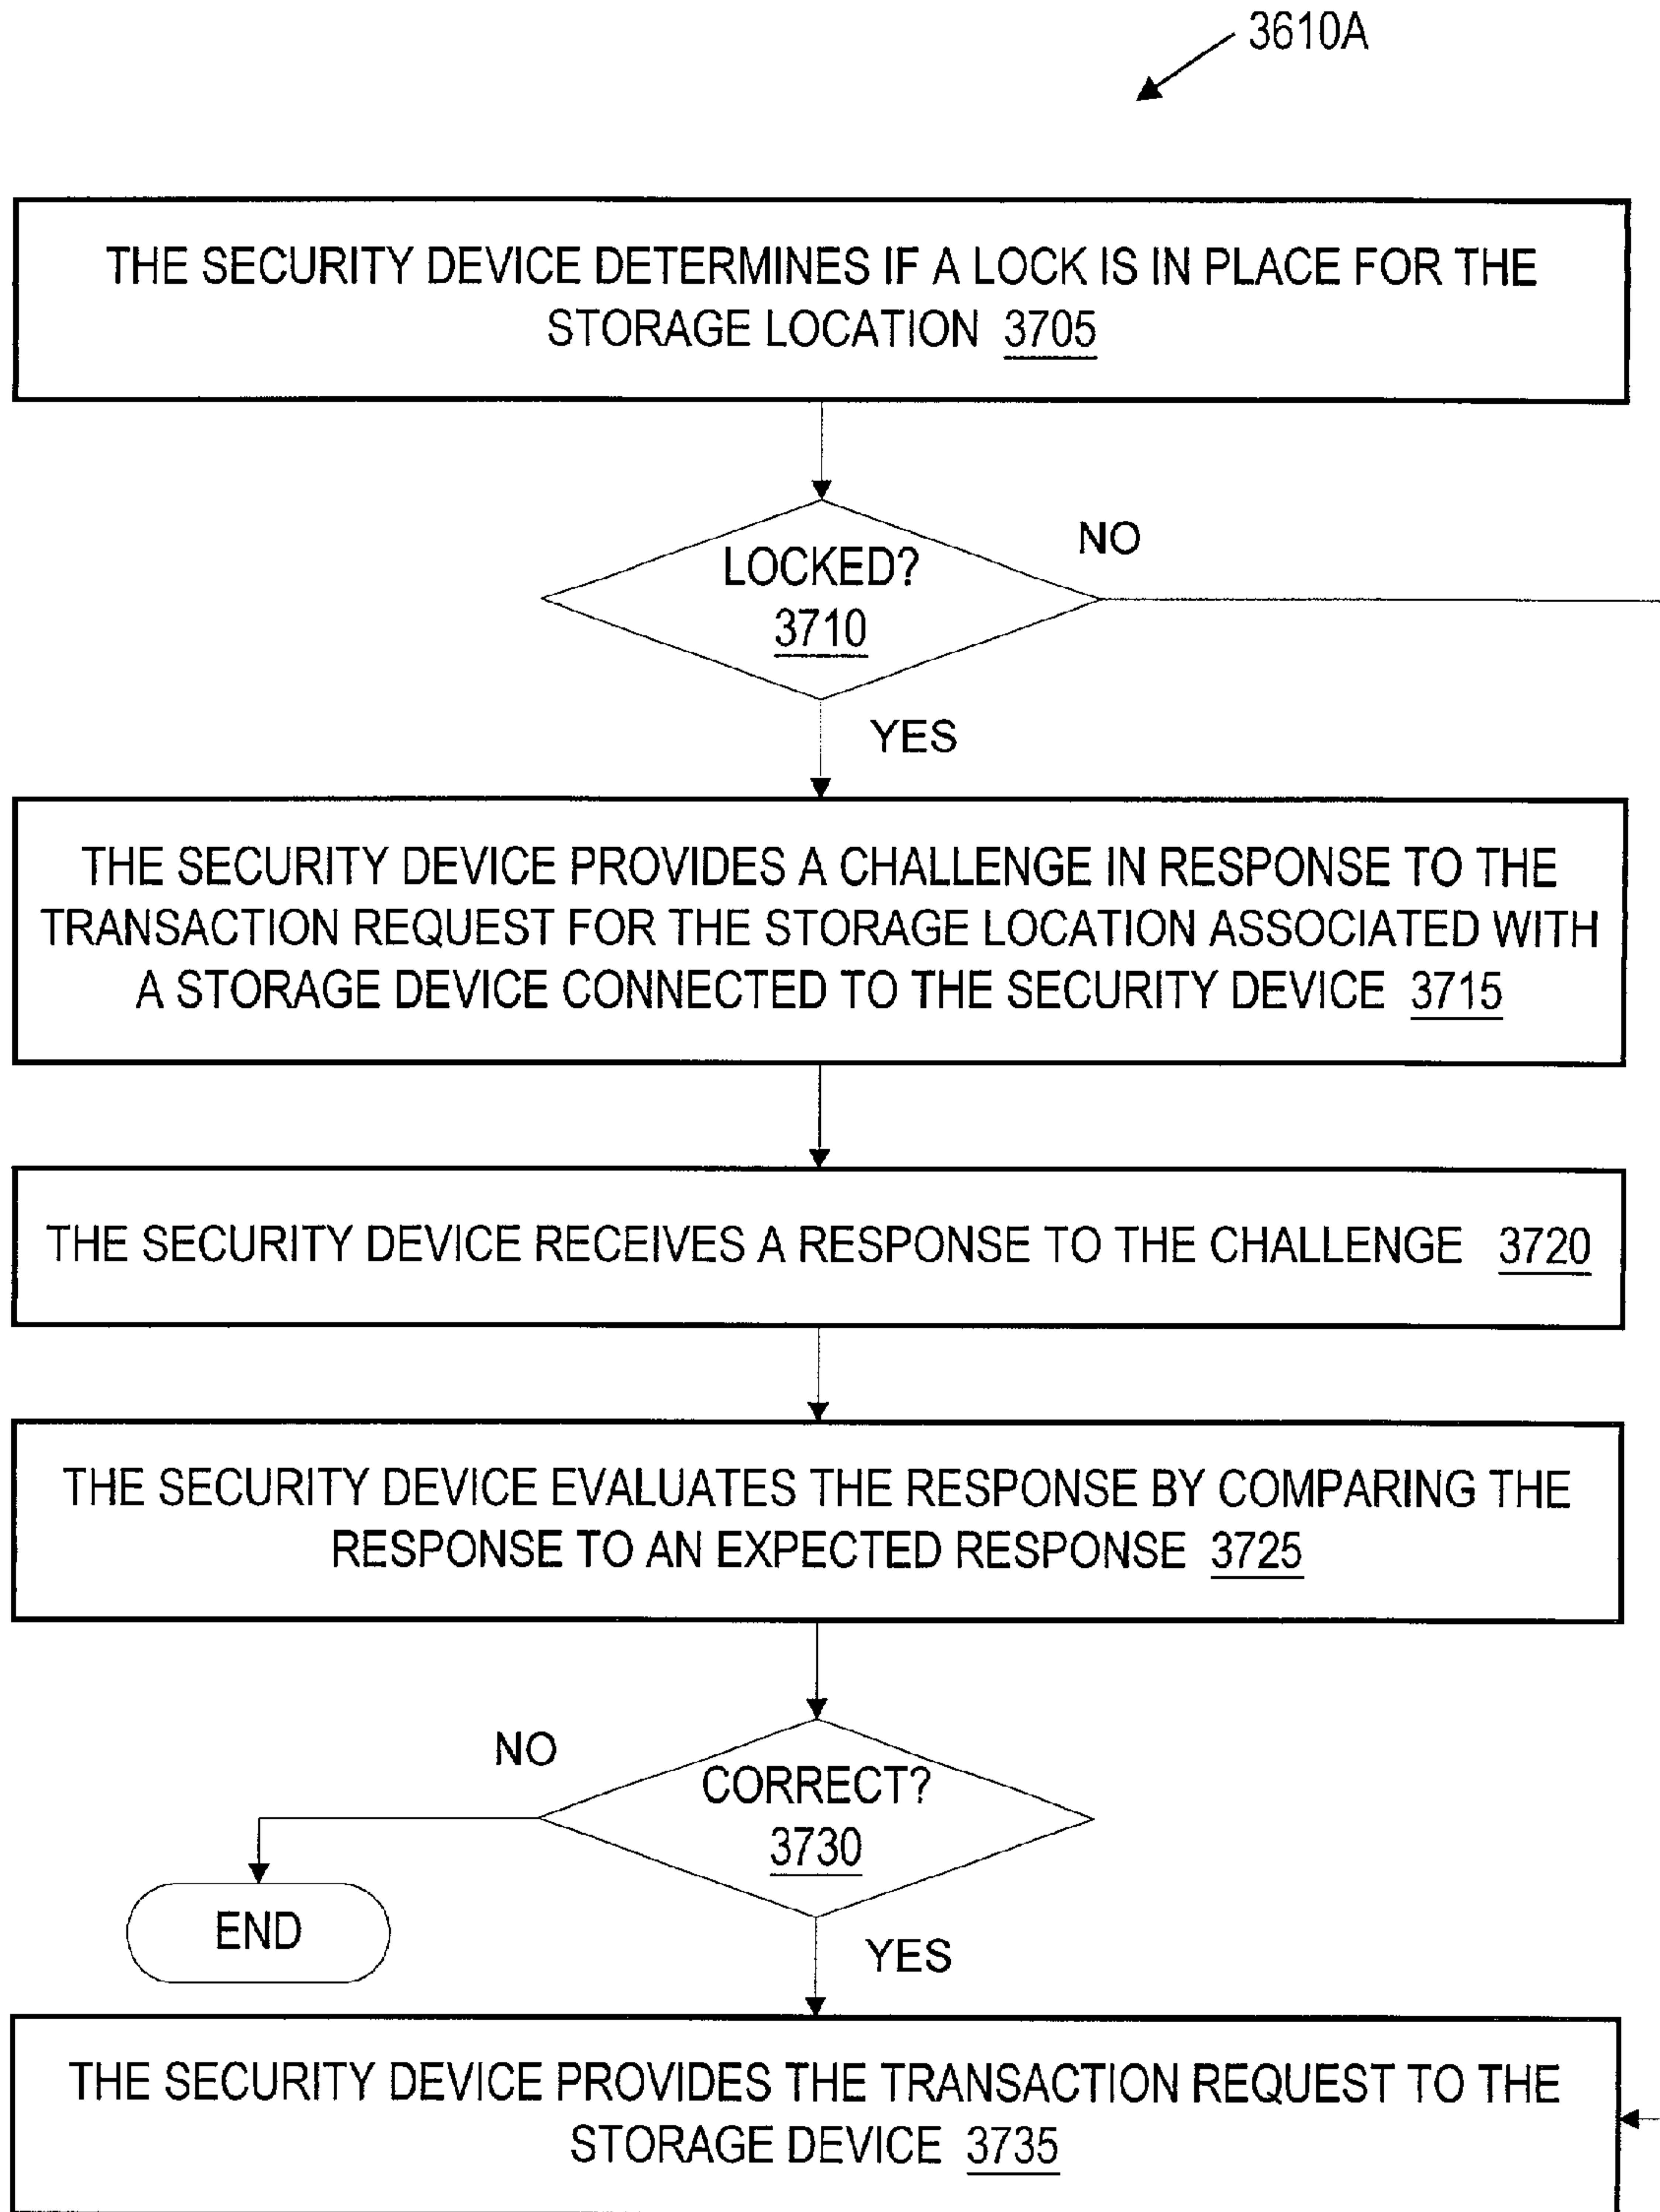 3610A
THE SECURITY DEVICE DETERMINES IF A LOCK IS IN PLACE FOR THE
STORAGE LOCATION 3705
LOCKED?
3710
NO
YES
THE SECURITY DEVICE PROVIDES A CHALLENGE IN RESPONSE TO THE
TRANSACTION REQUEST FOR THE STORAGE LOCATION ASSOCIATED WITH
A STORAGE DEVICE CONNECTED TO THE SECURITY DEVICE 3715
THE SECURITY DEVICE RECEIVES A RESPONSE TO THE CHALLENGE 3720
THE SECURITY DEVICE EVALUATES THE RESPONSE BY COMPARING THE
RESPONSE TO AN EXPECTED RESPONSE 3725
NO
CORRECT?
3730
END
YES
THE SECURITY DEVICE PROVIDES THE TRANSACTION REQUEST TO THE
STORAGE DEVICE 3735